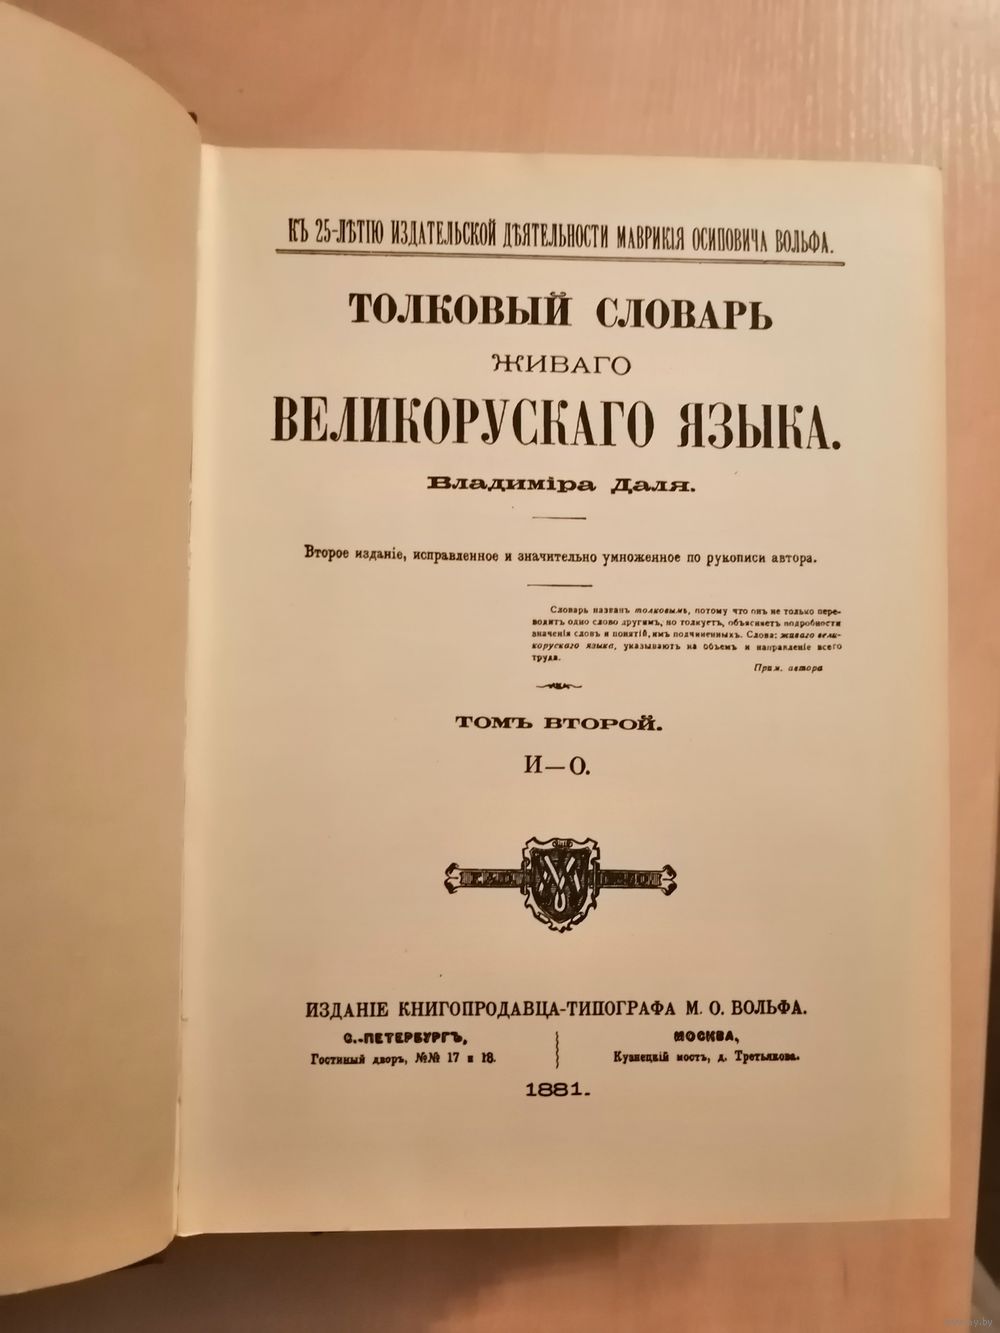 КЪ 25-ЛѢТІЮ ИЗДАТЕЛЬСКОЙ ДѢЯТЕЛЬНОСТИ МАВРИКІЯ ОСИПОВИЧА ВОЛЬФА.
ТОЛКОВЫЙ СЛОВАРЬ
ЖИВАГО
ВЕЛИКОРУСКАГО ЯЗЫКА.
Владиміра Даля.
Второе изданіе, исправленное и значительно умноженное по рукописи автора.
Словарь названъ толковымъ, потому что онъ не только пере-
водитъ одно слово другимъ, но толкуетъ, объясняетъ подробности
значенія словъ и понятій, имъ подчиненныхъ. Слова: живаго вели-
корускаго языка, указываютъ на объемъ и направленіе всего
труда.
Прим. автора
ТОМЪ ВТОРОЙ.
И—О.
ИЗДАНІЕ КНИГОПРОДАВЦА-ТИПОГРАФА М. О. ВОЛЬФА.
С.-ПЕТЕРБУРГЪ,
Гостиный дворъ, №№ 17 и 18.
МОСКВА,
Кузнецкій мостъ, д. Третьякова.
1881.